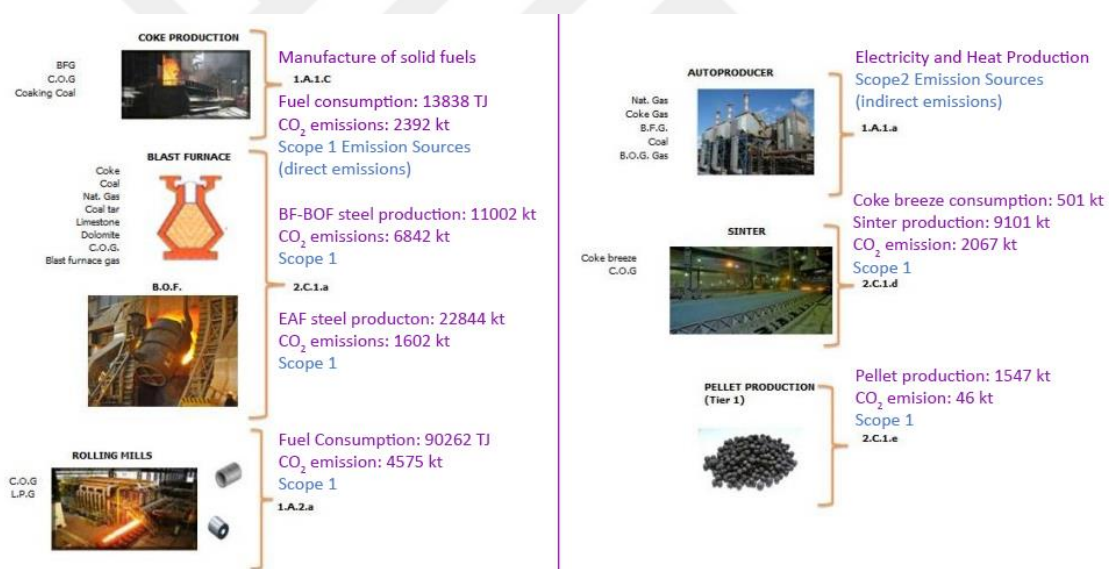 COKE PRODUCTION
BFG
C.O.G
Coaking Coal
Manufacture of solid fuels
1.A.1.C
Fuel consumption: 13838 TJ
CO₂ emissions: 2392 kt
Scope 1 Emission Sources
(direct emissions)
BLAST FURNACE
Coke
Coal
Nat. Gas
Coal tar
Limestone
Dolomite
C.O.G.
Blast furnace gas
BF-BOF steel production: 11002 kt
CO₂ emissions: 6842 kt
Scope 1
B.O.F.
2.C.1.a
EAF steel producton: 22844 kt
CO₂ emissions: 1602 kt
Scope 1
ROLLING MILLS
C.O.G
L.P.G
Fuel Consumption: 90262 TJ
CO₂ emission: 4575 kt
Scope 1
1.A.2.a
AUTOPRODUCER
Nat. Gas
Coke Gas
B.F.G.
Coal
B.O.G. Gas
Electricity and Heat Production
Scope2 Emission Sources
(indirect emissions)
1.A.1.a
SINTER
Coke breeze
C.O.G
Coke breeze consumption: 501 kt
Sinter production: 9101 kt
CO₂ emission: 2067 kt
Scope 1
2.C.1.d
PELLET PRODUCTION
(Tier 1)
Pellet production: 1547 kt
CO₂ emision: 46 kt
Scope 1
2.C.1.e